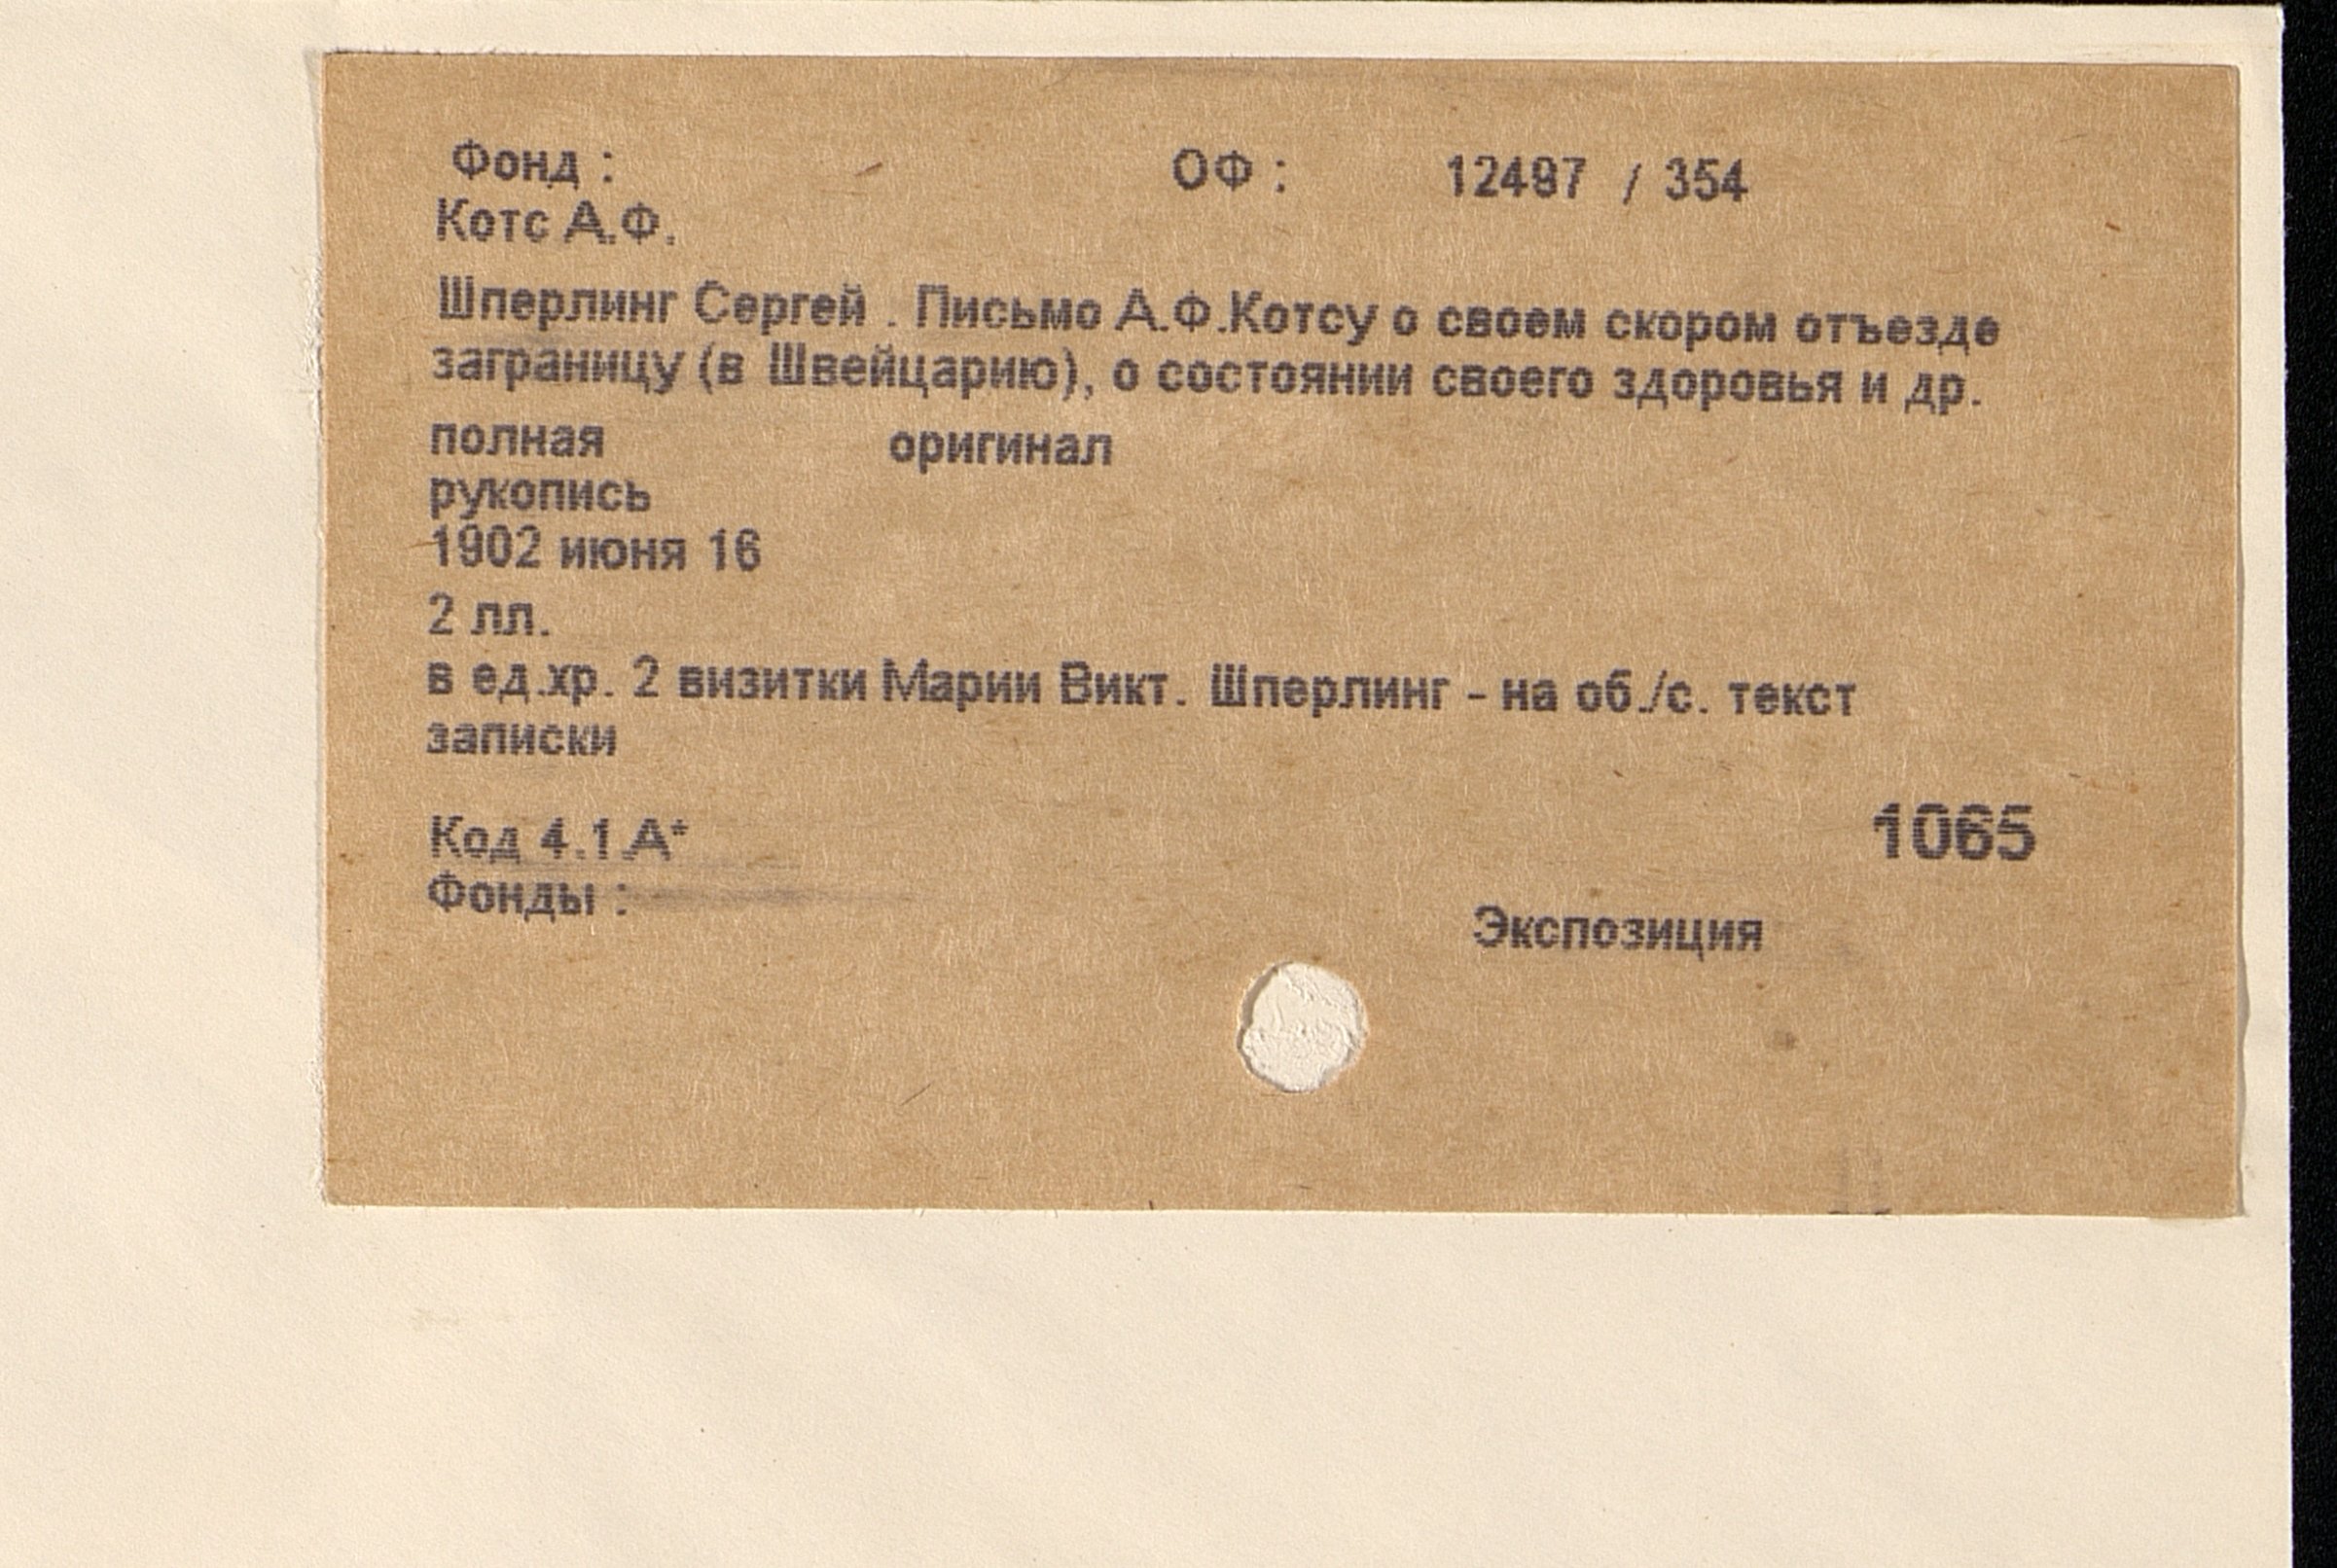 Фонд : ОФ : 12497 / 354
Котс А.Ф.
Шперлинг Сергей . Письмо А.Ф.Котсу о своем скором отъезде
заграницу (в Швейцарию), о состоянии своего здоровья и др.
полная оригинал
рукопись
1902 июня 16
2 лл.
в ед.хр. 2 визитки Марии Викт. Шперлинг - на об./с. текст
записки
Код 4.1.А* 1065
Фонды :
Экспозиция